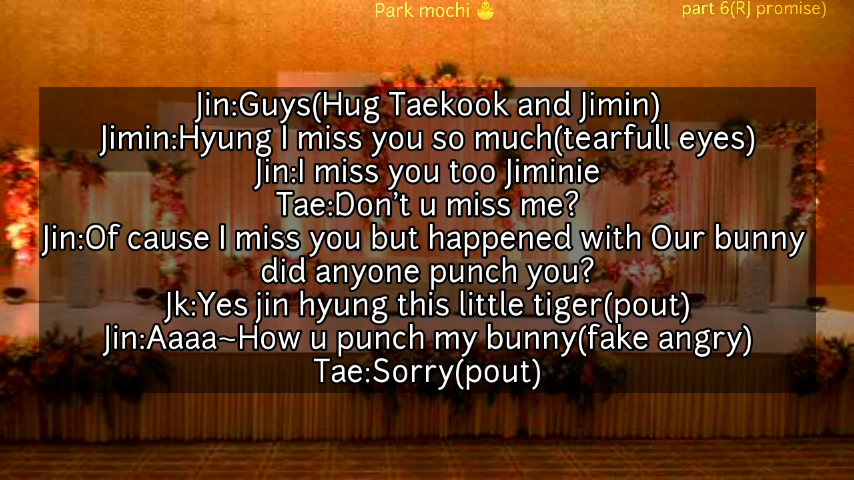 Park mochi 🐥
part 6(RJ promise)
Jin:Guys(Hug Taekook and Jimin)
Jimin:Hyung I miss you so much(tearfull eyes)
Jin:I miss you too Jiminie
Tae:Don't u miss me?
Jin:Of cause I miss you but happened with Our bunny
did anyone punch you?
Jk:Yes jin hyung this little tiger(pout)
Jin:Aaaa~How u punch my bunny(fake angry)
Tae:Sorry(pout)